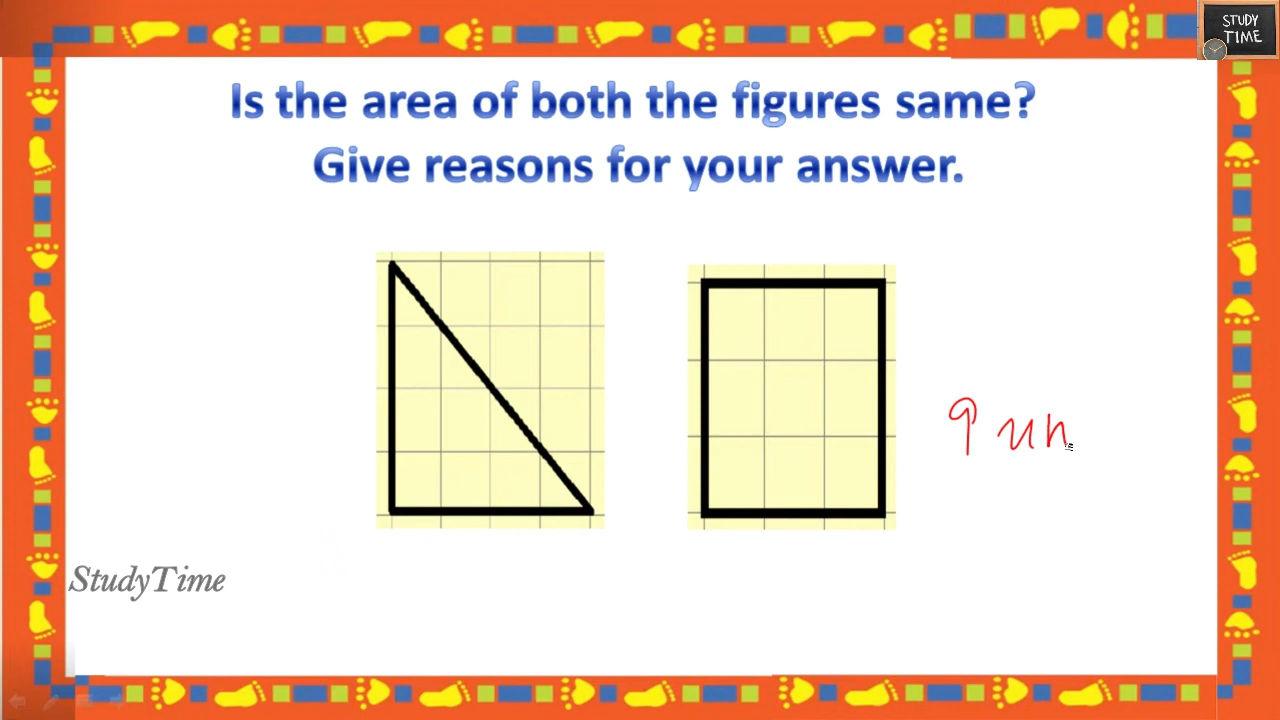 STUDY
TIME
Is the area of both the figures same?
Give reasons for your answer.
9 un
StudyTime